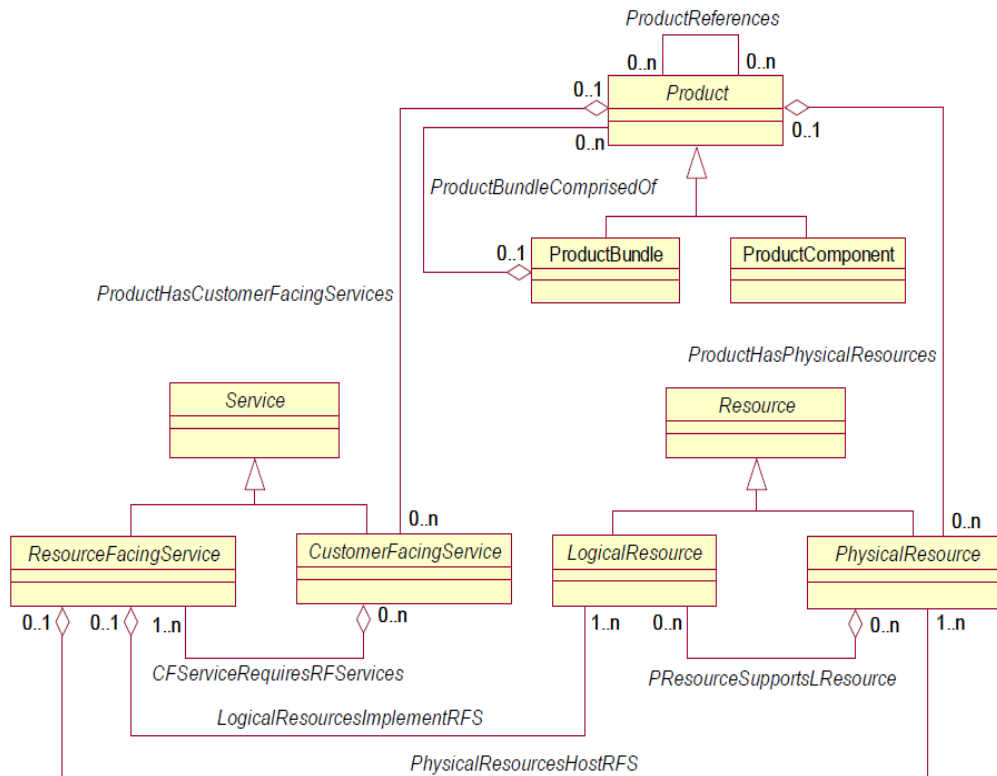 ProductReferences
0..n 0..n
0..1 Product
0..n 0..1
ProductBundleComprisedOf
0..1 ProductBundle ProductComponent
ProductHasCustomerFacingServices
ProductHasPhysicalResources
Service Resource
0..n 0..n
ResourceFacingService CustomerFacingService LogicalResource PhysicalResource
0..1 0..1 1..n 0..n 1..n 0..n 0..n 1..n
CFServiceRequiresRFServices PResourceSupportsLResource
LogicalResourcesImplementRFS
PhysicalResourcesHostRFS